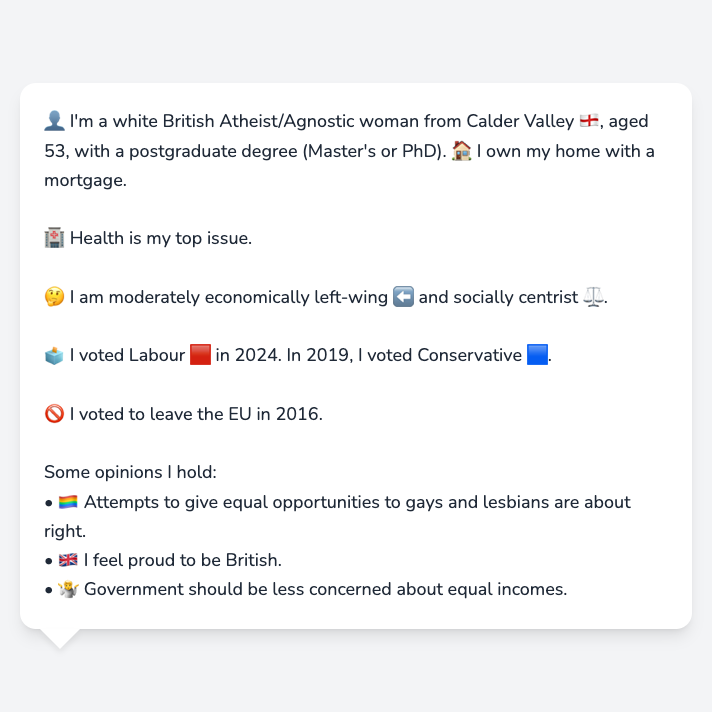 👤 I'm a white British Atheist/Agnostic woman from Calder Valley 🏴󠁧󠁢󠁥󠁮󠁧󠁿, aged
53, with a postgraduate degree (Master's or PhD). 🏠 I own my home with a
mortgage.
🏥 Health is my top issue.
🤔 I am moderately economically left-wing ⬅️ and socially centrist ⚖️.
🗳️ I voted Labour 🟥 in 2024. In 2019, I voted Conservative 🟦.
🚫 I voted to leave the EU in 2016.
Some opinions I hold:
• 🏳️‍🌈 Attempts to give equal opportunities to gays and lesbians are about
right.
• 🇬🇧 I feel proud to be British.
• 🤷‍♀️ Government should be less concerned about equal incomes.